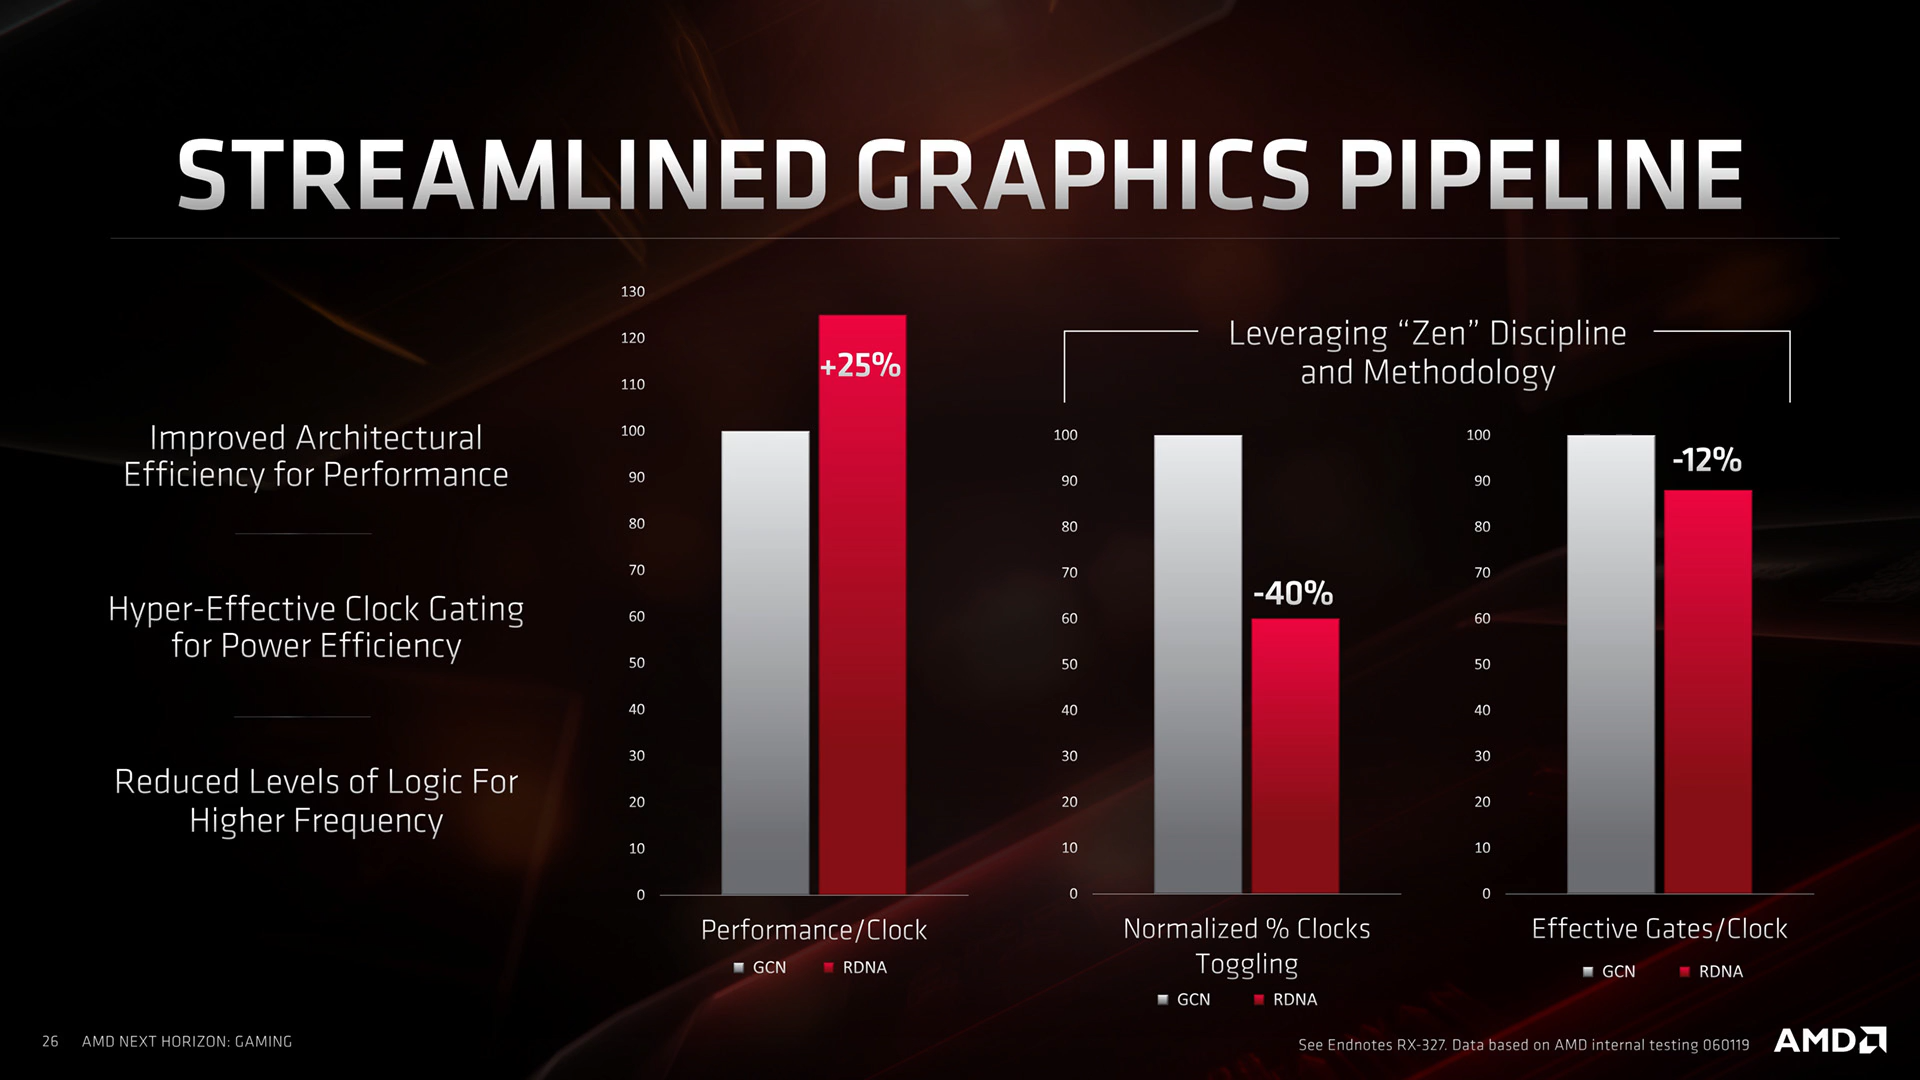 STREAMLINED GRAPHICS PIPELINE
Improved Architectural
Efficiency for Performance
Hyper-Effective Clock Gating
for Power Efficiency
Reduced Levels of Logic For
Higher Frequency
130
120
110
100
90
80
70
60
50
40
30
20
10
0
+25%
Performance/Clock
GCN RDNA
Leveraging “Zen” Discipline
and Methodology
100
90
80
70
60
50
40
30
20
10
0
-40%
Normalized % Clocks
Toggling
GCN RDNA
100
90
80
70
60
50
40
30
20
10
0
-12%
Effective Gates/Clock
GCN RDNA
26 AMD NEXT HORIZON: GAMING
See Endnotes RX-327. Data based on AMD internal testing 060119
AMD